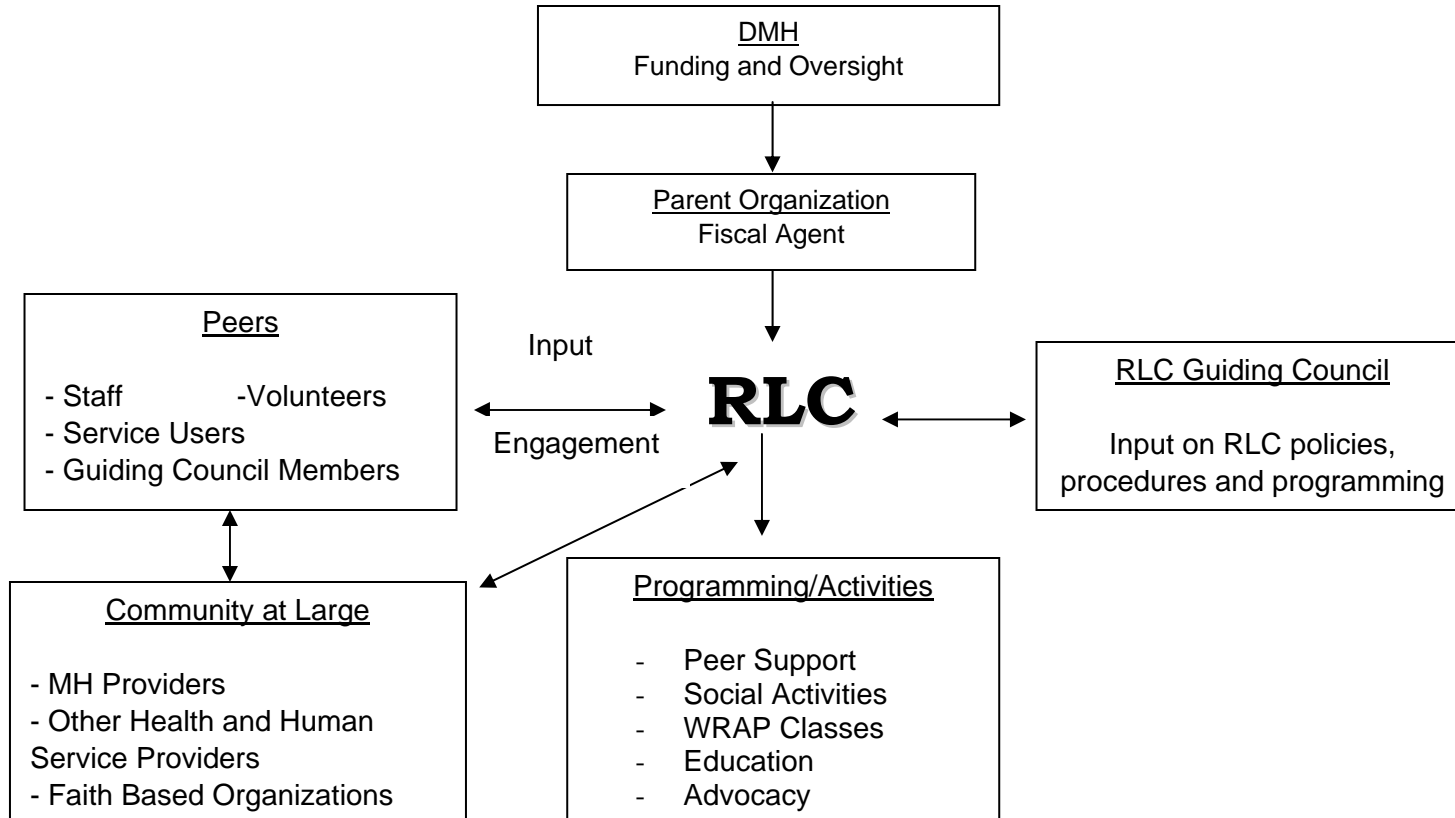 DMH
Funding and Oversight
Parent Organization
Fiscal Agent
Peers
- Staff -Volunteers
- Service Users
- Guiding Council Members
Input
Engagement
RLC
RLC Guiding Council
Input on RLC policies,
procedures and programming
Community at Large
- MH Providers
- Other Health and Human
Service Providers
- Faith Based Organizations
Programming/Activities
- Peer Support
- Social Activities
- WRAP Classes
- Education
- Advocacy